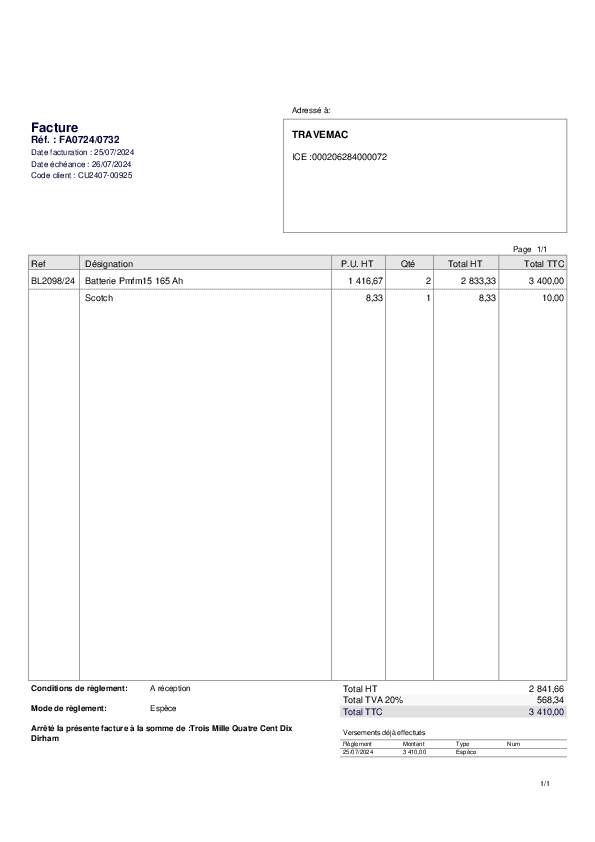 Adressé à:
Facture
Réf. : FA0724/0732
Date facturation : 25/07/2024
Date échéance : 26/07/2024
Code client : CU2407-00925
TRAVEMAC
ICE :000206284000072
Page 1/1
Ref Désignation P.U. HT Qté Total HT Total TTC
BL2098/24 Batterie Pmfm15 165 Ah 1 416,67 2 2 833,33 3 400,00
Scotch 8,33 1 8,33 10,00
Conditions de règlement: A réception
Mode de règlement: Espèce
Arrêté la présente facture à la somme de :Trois Mille Quatre Cent Dix
Dirham
Total HT 2 841,66
Total TVA 20% 568,34
Total TTC 3 410,00
Versements déjà effectués
Règlement Montant Type Num
25/07/2024 3 410,00 Espèce
1/1